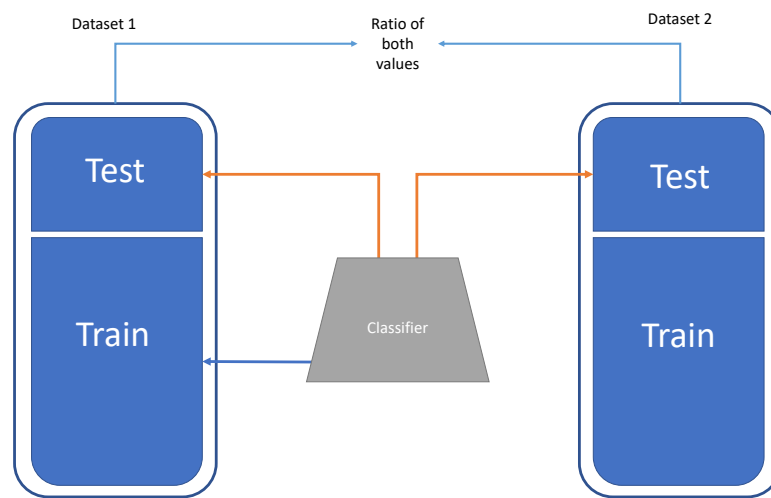 Dataset 1
Ratio of
both
values
Dataset 2
Test
Test
Train
Classifier
Train